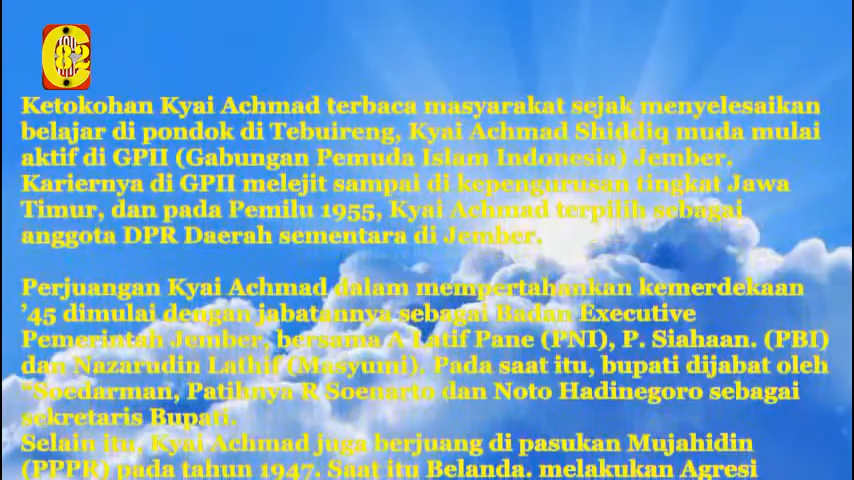 C
82
Ketokohan Kyai Achmad terbaca masyarakat sejak menyelesaikan
belajar di pondok di Tebuireng, Kyai Achmad Shiddiq muda mulai
aktif di GPII (Gabungan Pemuda Islam Indonesia) Jember.
Kariernya di GPII melejit sampai di kepengurusan tingkat Jawa
Timur, dan pada Pemilu 1955, Kyai Achmad terpilih sebagai
anggota DPR Daerah sementara di Jember.
Perjuangan Kyai Achmad dalam mempertahankan kemerdekaan
’45 dimulai dengan jabatannya sebagai Badan Executive
Pemerintah Jember, bersama A Latif Pane (PNI), P. Siahaan. (PBI)
dan Nazarudin Lathif (Masyumi). Pada saat itu, bupati dijabat oleh
“Soedarman, Patihnya R Soenarto dan Noto Hadinegoro sebagai
sekretaris Bupati.
Selain itu, Kyai Achmad juga berjuang di pasukan Mujahidin
(PPPR) pada tahun 1947. Saat itu Belanda. melakukan Agresi